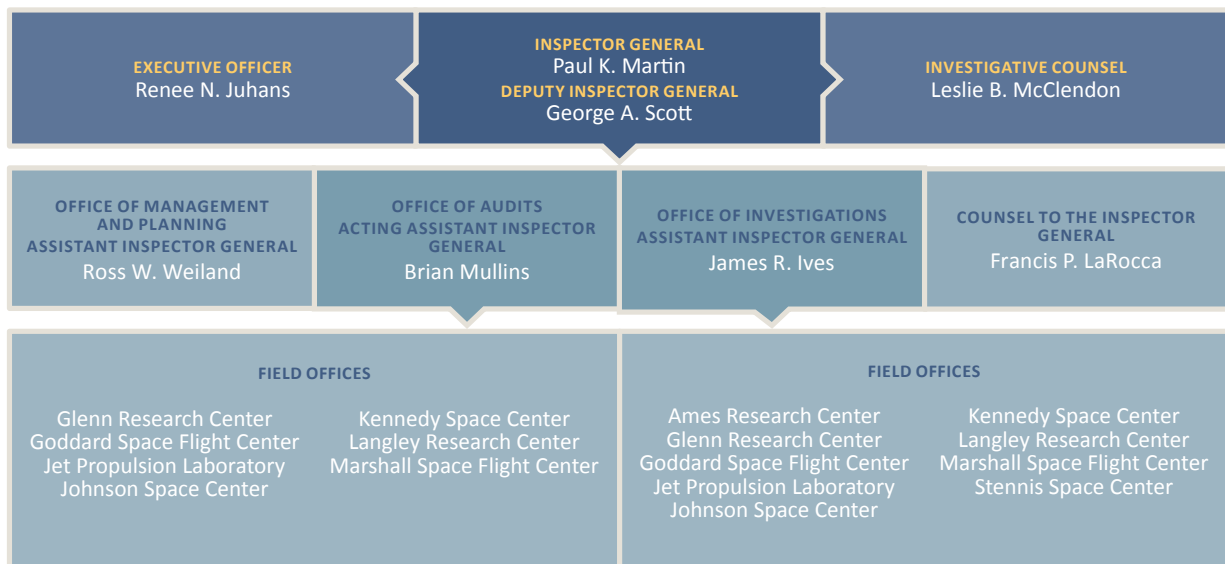 EXECUTIVE OFFICER
Renee N. Juhans
INSPECTOR GENERAL
Paul K. Martin
DEPUTY INSPECTOR GENERAL
George A. Scott
INVESTIGATIVE COUNSEL
Leslie B. McClendon
OFFICE OF MANAGEMENT
AND PLANNING
ASSISTANT INSPECTOR GENERAL
Ross W. Weiland
OFFICE OF AUDITS
ACTING ASSISTANT INSPECTOR
GENERAL
Brian Mullins
OFFICE OF INVESTIGATIONS
ASSISTANT INSPECTOR GENERAL
James R. Ives
COUNSEL TO THE INSPECTOR
GENERAL
Francis P. LaRocca
FIELD OFFICES
Glenn Research Center
Goddard Space Flight Center
Jet Propulsion Laboratory
Johnson Space Center
Kennedy Space Center
Langley Research Center
Marshall Space Flight Center
FIELD OFFICES
Ames Research Center
Glenn Research Center
Goddard Space Flight Center
Jet Propulsion Laboratory
Johnson Space Center
Kennedy Space Center
Langley Research Center
Marshall Space Flight Center
Stennis Space Center